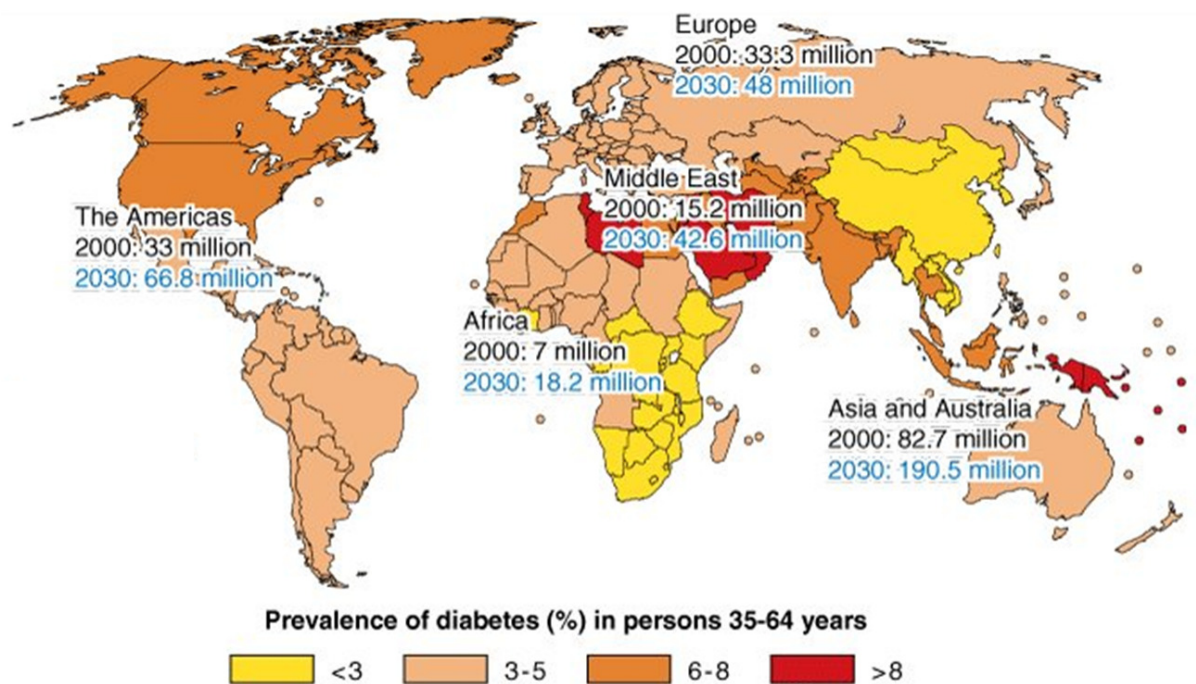 Europe
2000: 33.3 million
2030: 48 million
Middle East
2000: 15.2 million
2030: 42.6 million
The Americas
2000: 33 million
2030: 66.8 million
Africa
2000: 7 million
2030: 18.2 million
Asia and Australia
2000: 82.7 million
2030: 190.5 million
Prevalence of diabetes (%) in persons 35-64 years
<3 3-5 6-8 >8